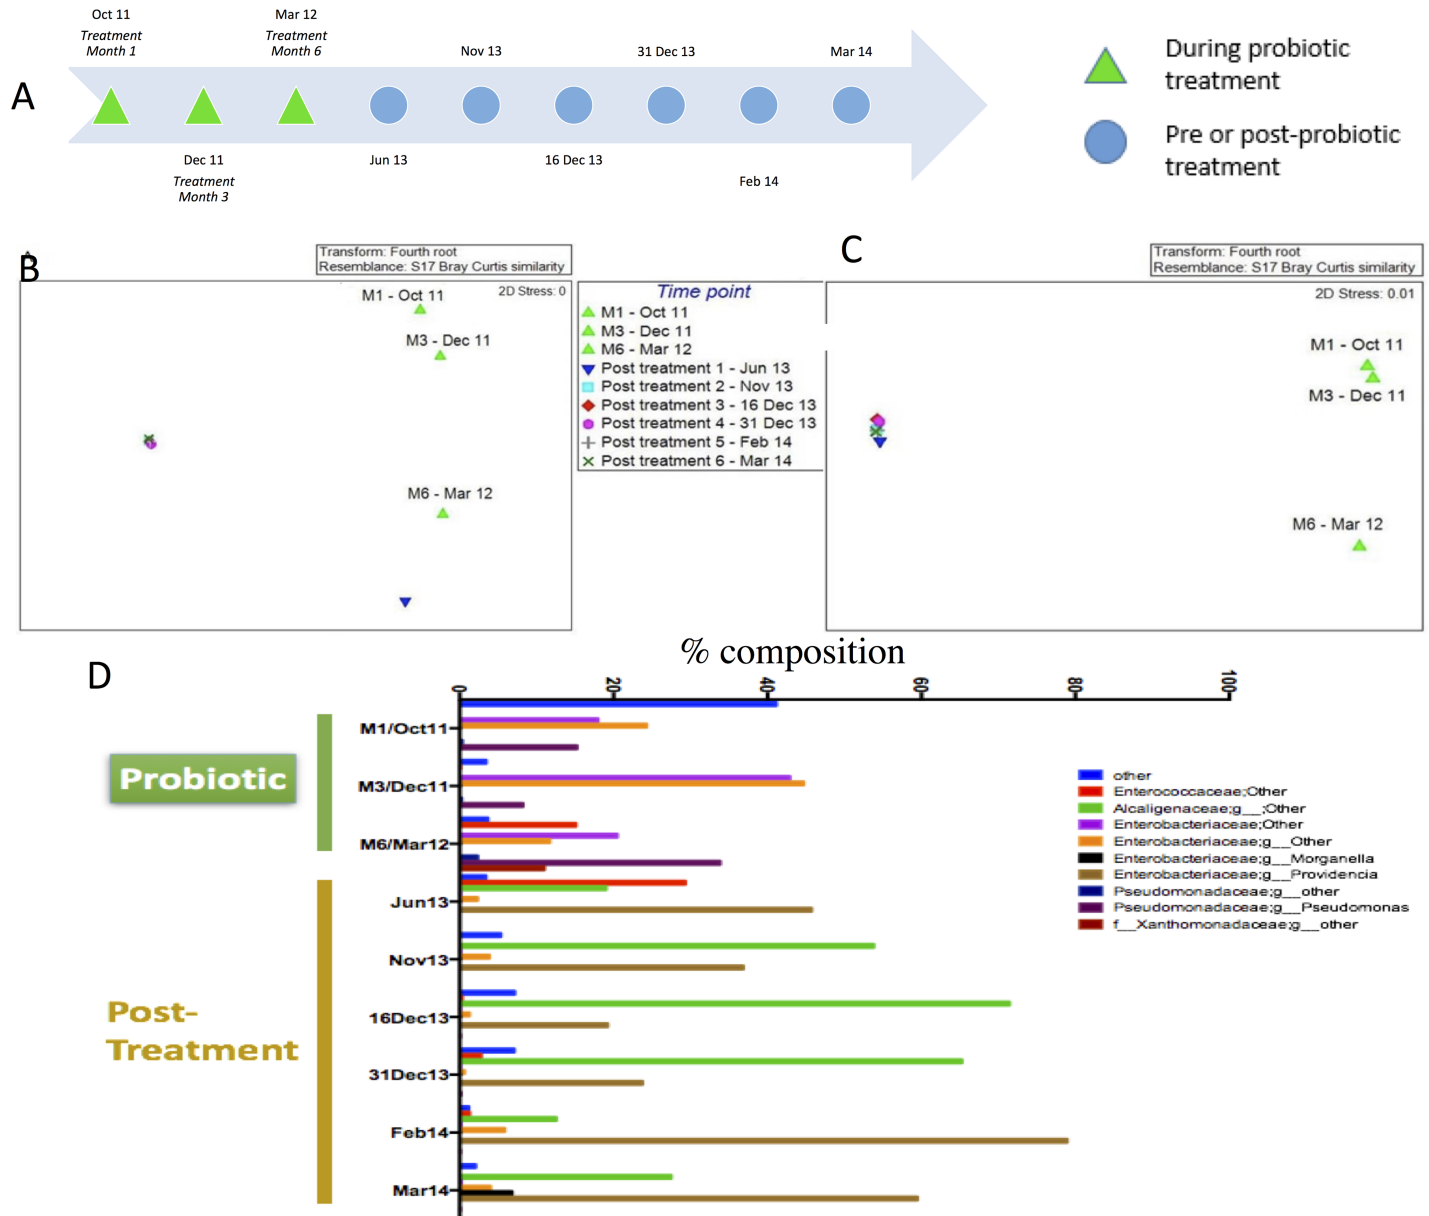 Oct 11
Treatment
Month 1
Mar 12
Treatment
Month 6
Nov 13
31 Dec 13
Mar 14
A
Dec 11
Treatment
Month 3
Jun 13
16 Dec 13
Feb 14
During probiotic
treatment
Pre or post-probiotic
treatment
B
Transform: Fourth root
Resemblance: S17 Bray Curtis similarity
2D Stress: 0
M1 - Oct 11
M3 - Dec 11
M6 - Mar 12
Time point
M1 - Oct 11
M3 - Dec 11
M6 - Mar 12
Post treatment 1 - Jun 13
Post treatment 2 - Nov 13
Post treatment 3 - 16 Dec 13
Post treatment 4 - 31 Dec 13
Post treatment 5 - Feb 14
Post treatment 6 - Mar 14
C
Transform: Fourth root
Resemblance: S17 Bray Curtis similarity
2D Stress: 0.01
M1 - Oct 11
M3 - Dec 11
M6 - Mar 12
D
% composition
0 20 40 60 80 100
Probiotic
Post-
Treatment
M1/Oct11
M3/Dec11
M6/Mar12
Jun13
Nov13
16Dec13
31Dec13
Feb14
Mar14
other
Enterococcaceae;Other
Alcaligenaceae;g__;Other
Enterobacteriaceae;Other
Enterobacteriaceae;g__Other
Enterobacteriaceae;g__Morganella
Enterobacteriaceae;g__Providencia
Pseudomonadaceae;g__other
Pseudomonadaceae;g__Pseudomonas
f__Xanthomonadaceae;g__other